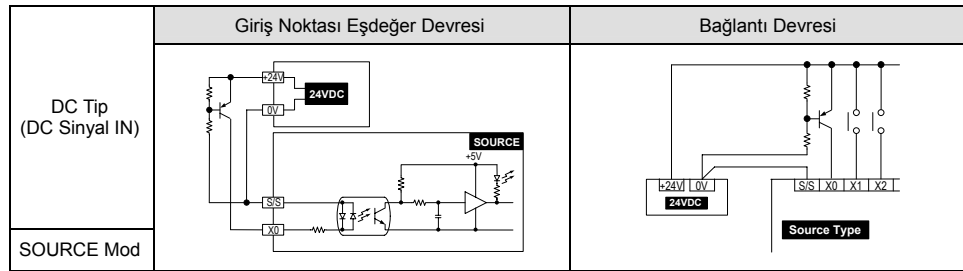 Giriş Noktası Eşdeğer Devresi
Bağlantı Devresi
DC Tip
(DC Sinyal IN)
SOURCE Mod
+24V
24VDC
0V
SOURCE
+5V
S/S
X0
+24V 0V
24VDC
S/S X0 X1 X2
Source Type